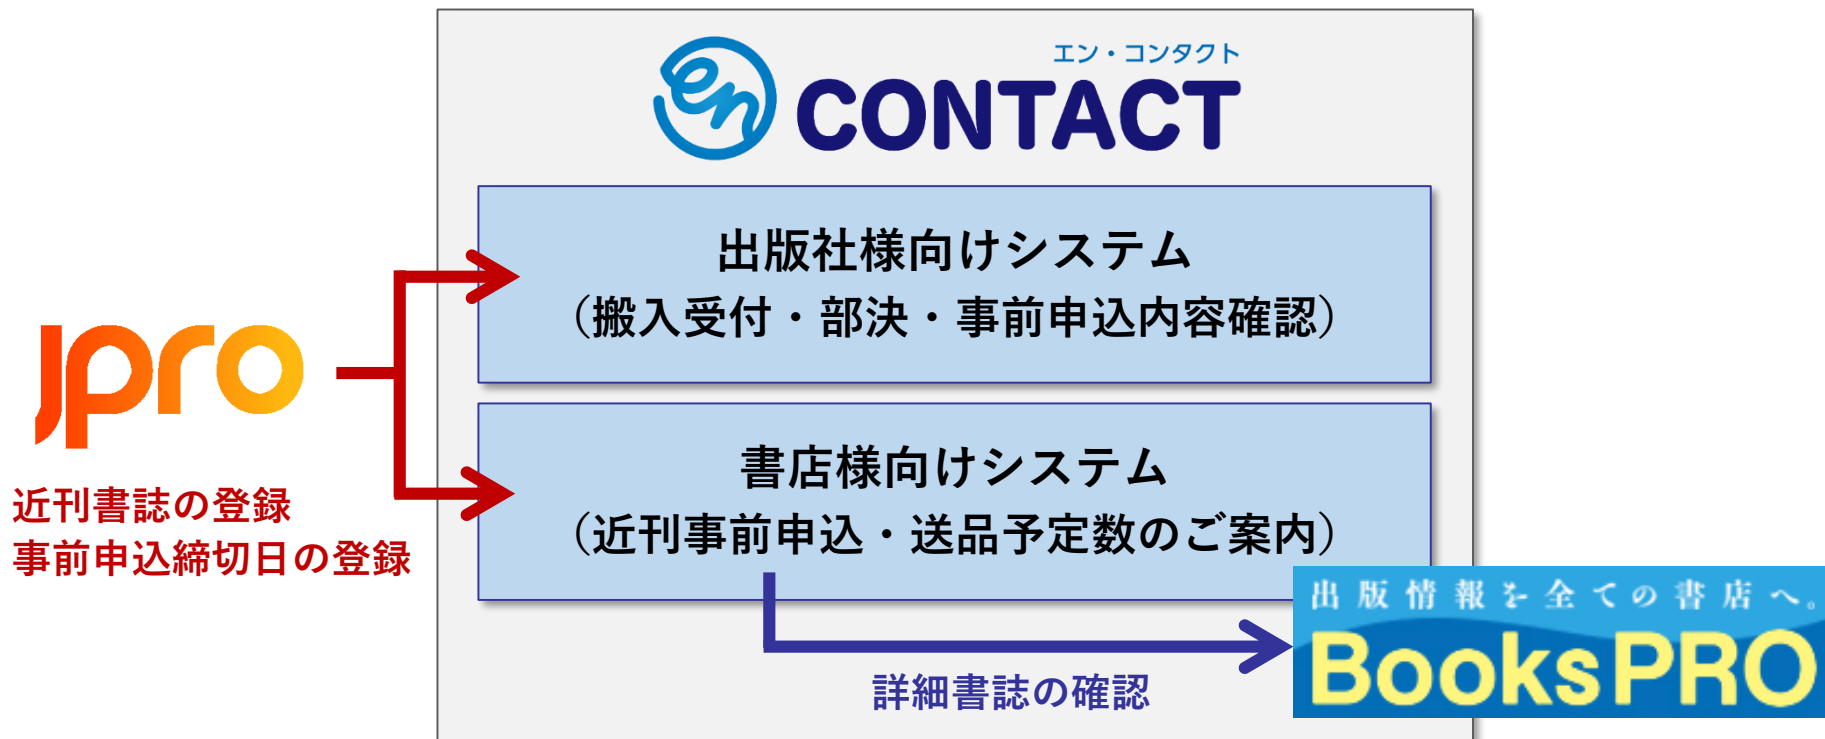 エン・コンタクト
en CONTACT
出版社様向けシステム
（搬入受付・部決・事前申込内容確認）
jpro
近刊書誌の登録
事前申込締切日の登録
書店様向けシステム
（近刊事前申込・送品予定数のご案内）
詳細書誌の確認
出版情報を全ての書店へ。
BooksPRO